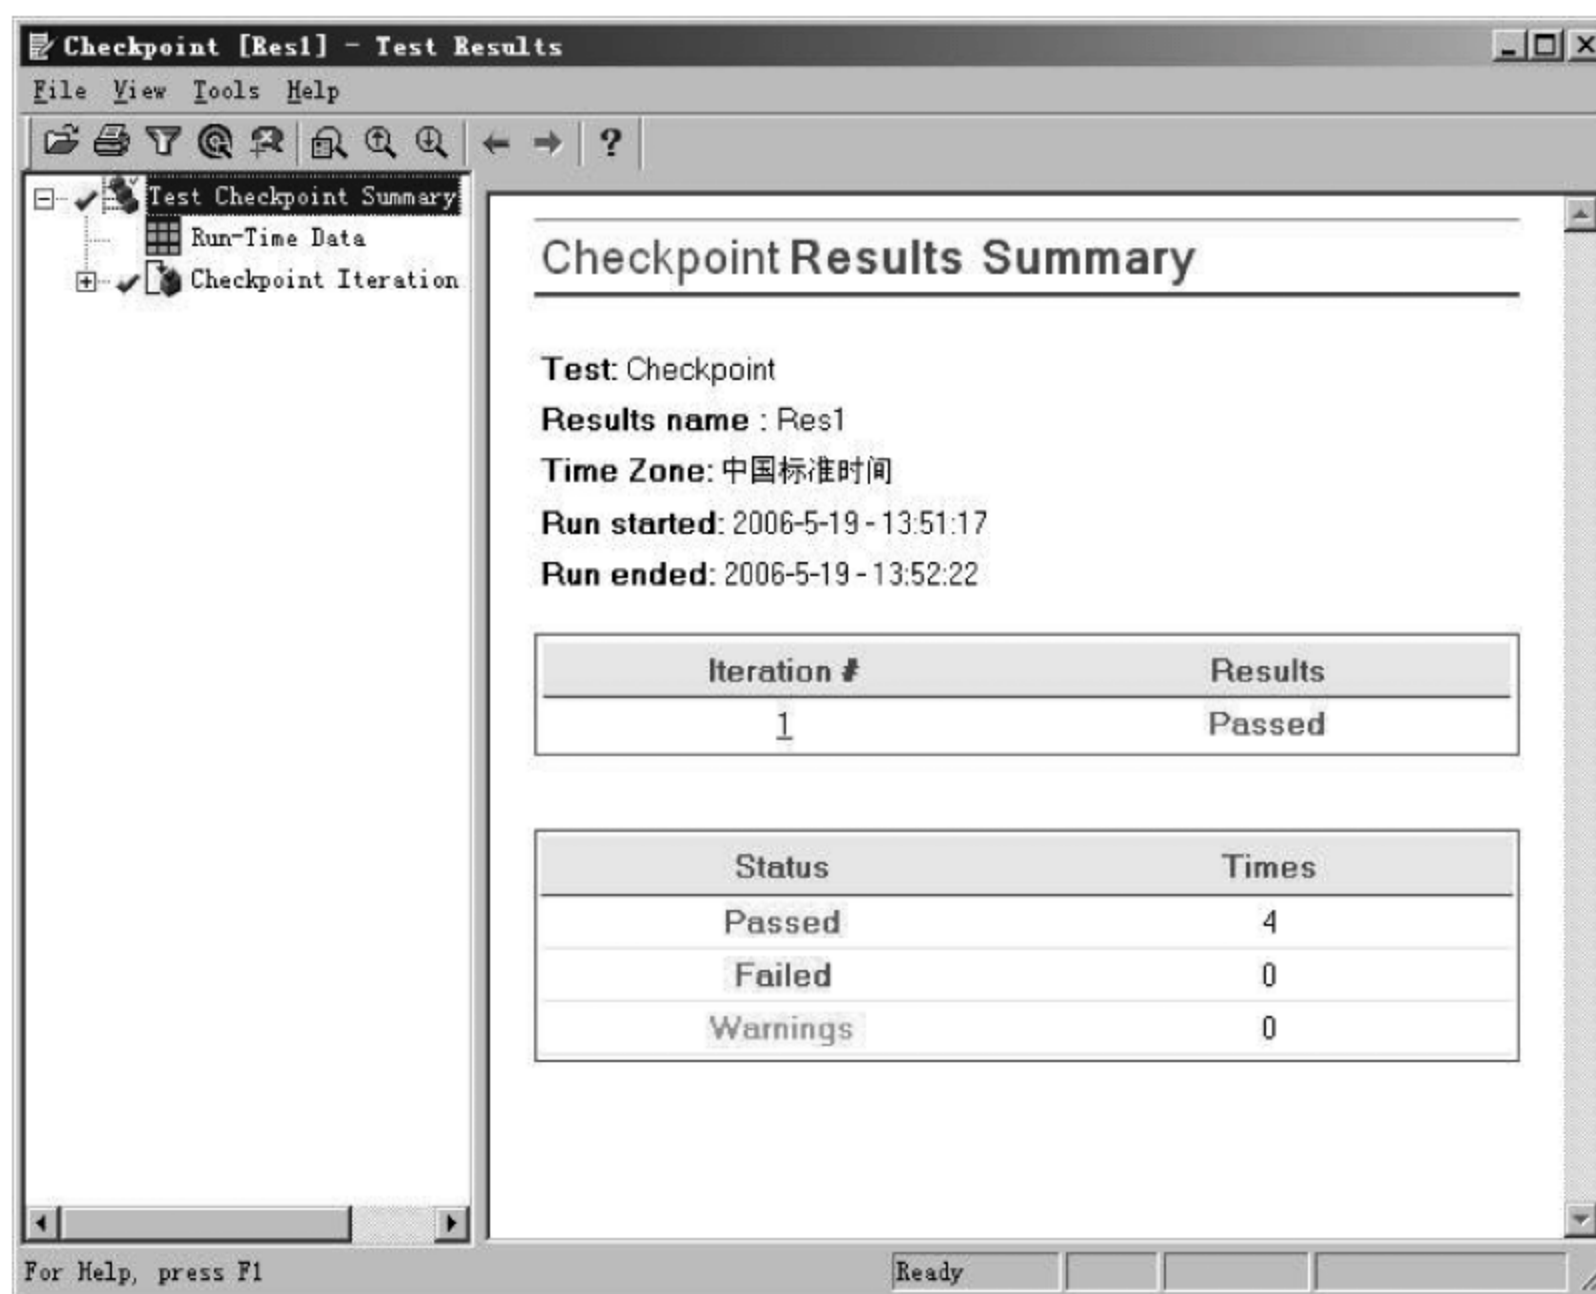 Checkpoint [Res1] - Test Results
File View Tools Help
?
Test Checkpoint Summary
Run-Time Data
Checkpoint Iteration
Checkpoint Results Summary
Test: Checkpoint
Results name : Res1
Time Zone: 中国标准时间
Run started: 2006-5-19 - 13:51:17
Run ended: 2006-5-19 - 13:52:22
Iteration # Results
1 Passed
Status Times
Passed 4
Failed 0
Warnings 0
For Help, press F1 Ready